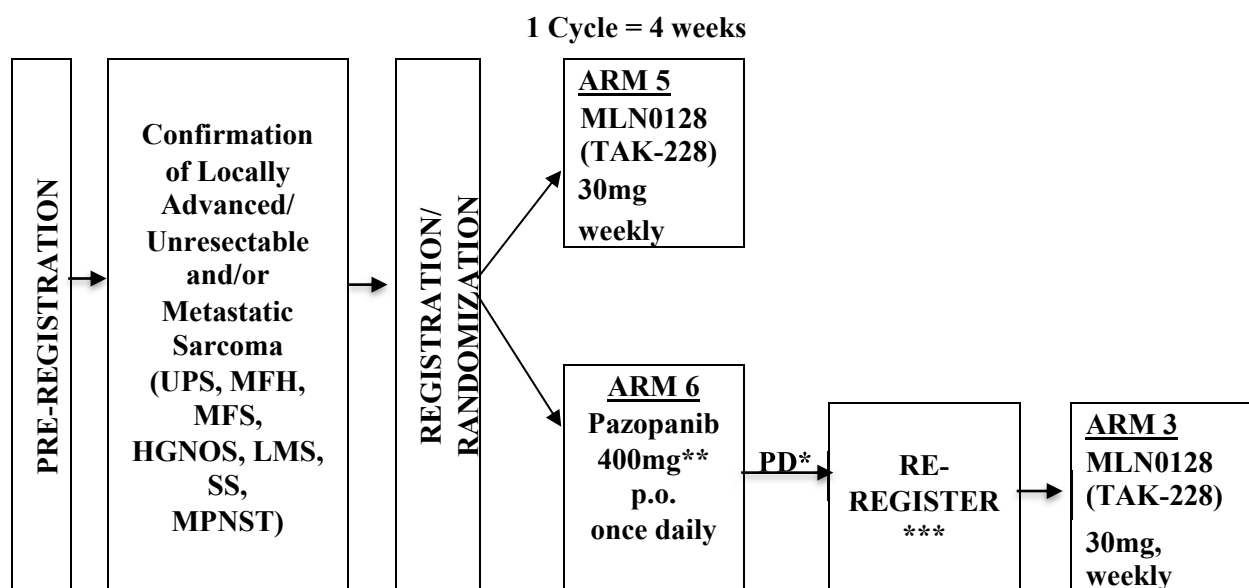 1 Cycle = 4 weeks
PRE-REGISTRATION
Confirmation
of Locally
Advanced/
Unresectable
and/or
Metastatic
Sarcoma
(UPS, MFH,
MFS,
HGNOS, LMS,
SS,
MPNST)
REGISTRATION/
RANDOMIZATION
ARM 5
MLN0128
(TAK-228)
30mg
weekly
ARM 6
Pazopanib
400mg**
p.o.
once daily
PD*
RE-
REGISTER
***
ARM 3
MLN0128
(TAK-228)
30mg,
weekly